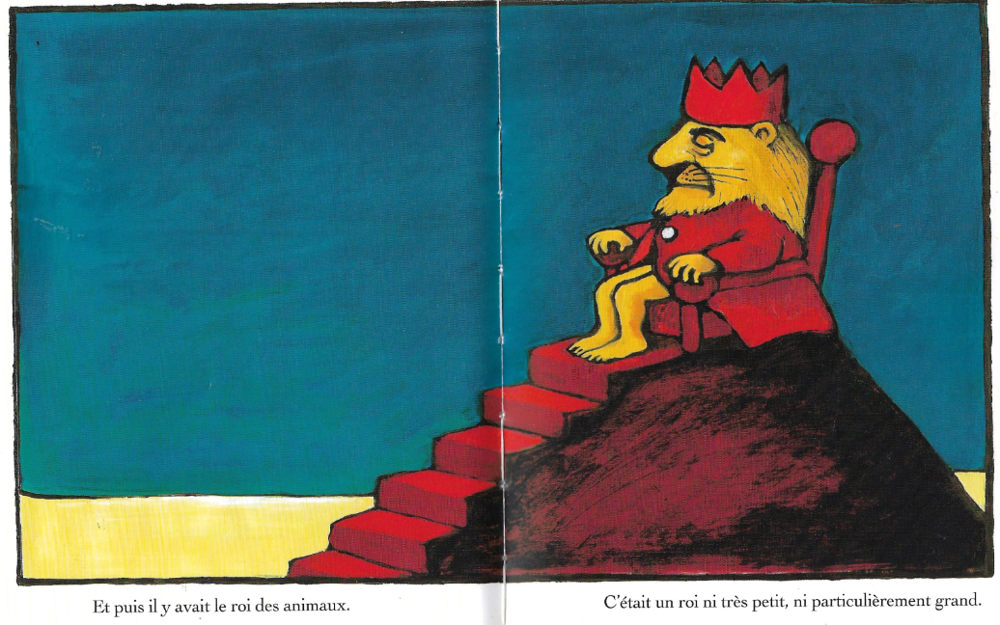 Et puis il y avait le roi des animaux.
C'était un roi ni très petit, ni particulièrement grand.